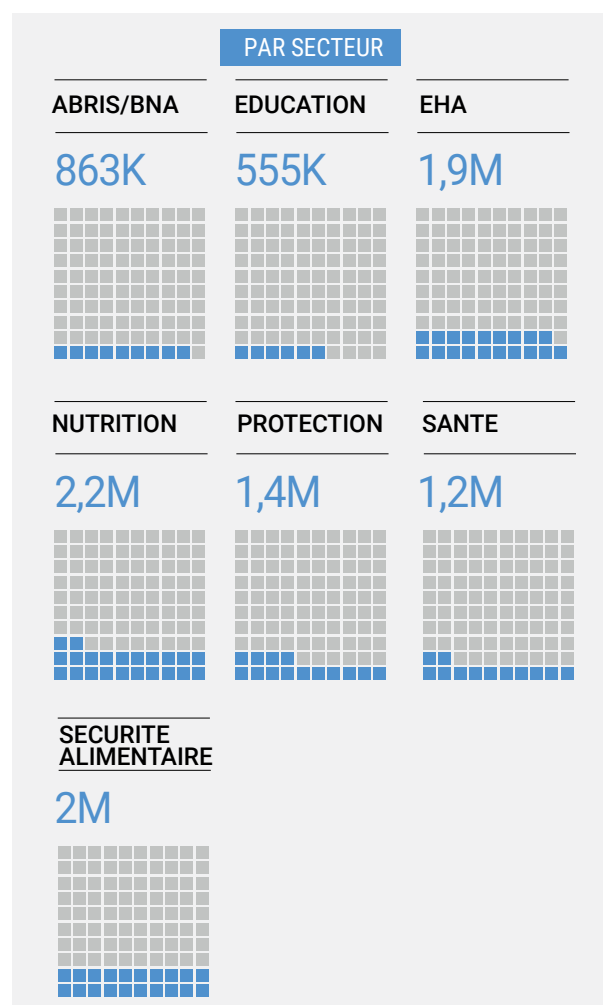 PAR SECTEUR
ABRIS/BNA
EDUCATION
EHA
863K
555K
1,9M
NUTRITION
PROTECTION
SANTE
2,2M
1,4M
1,2M
SECURITE
ALIMENTAIRE
2M